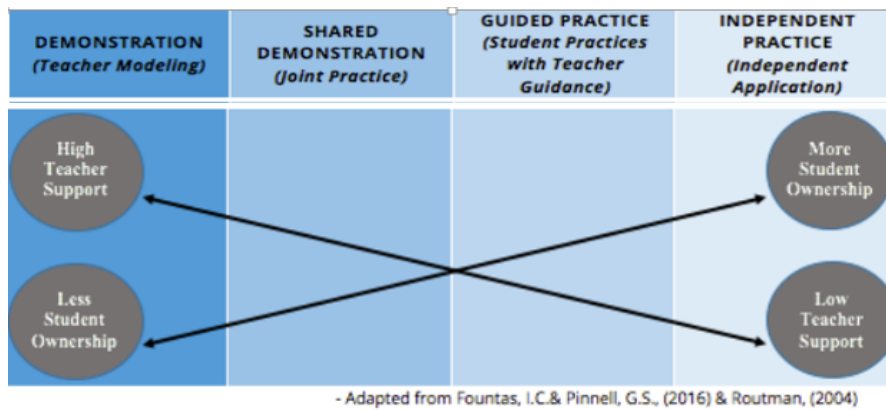 DEMONSTRATION
(Teacher Modeling)
SHARED
DEMONSTRATION
(Joint Practice)
GUIDED PRACTICE
(Student Practices
with Teacher
Guidance)
INDEPENDENT
PRACTICE
(Independent
Application)
High
Teacher
Support
More
Student
Ownership
Less
Student
Ownership
Low
Teacher
Support
- Adapted from Fountas, I.C.& Pinnell, G.S., (2016) & Routman, (2004)